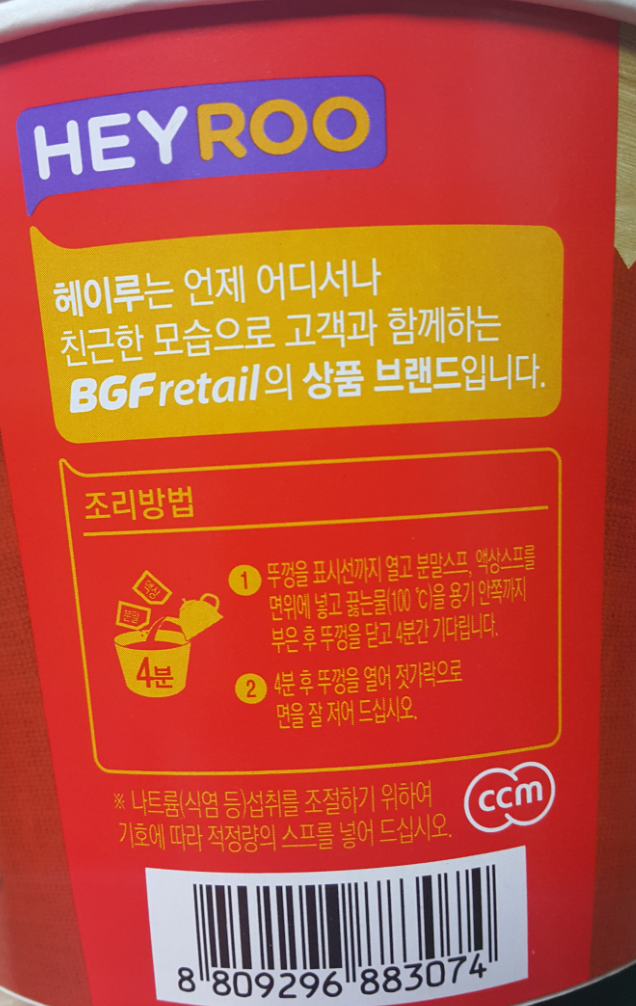 HEYROO
헤이루는 언제 어디서나
친근한 모습으로 고객과 함께하는
BGFretail의 상품 브랜드입니다.
조리방법
액상
분말
4분
1 뚜껑을 표시선까지 열고 분말스프, 액상스프를
면위에 넣고 끓는물(100 ℃)을 용기 안쪽까지
부은 후 뚜껑을 닫고 4분간 기다립니다.
2 4분 후 뚜껑을 열어 젓가락으로
면을 잘 저어 드십시오.
※ 나트륨(식염 등)섭취를 조절하기 위하여
기호에 따라 적정량의 스프를 넣어 드십시오.
ccm
8 809296 883074